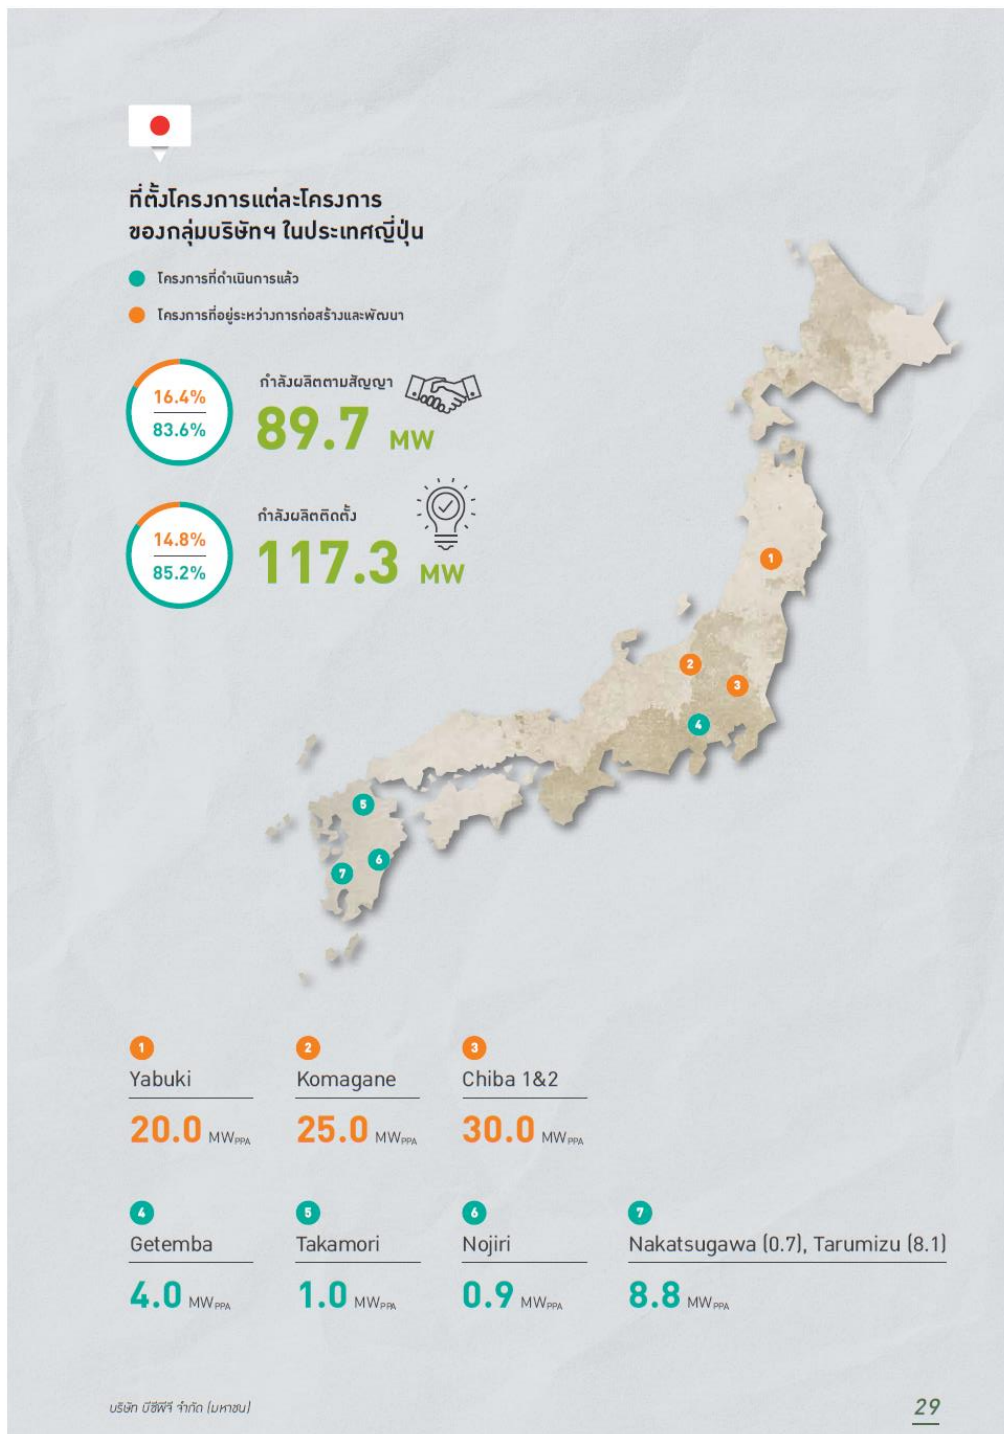 ที่ตั้งโครงการแต่ละโครงการ
ของกลุ่มบริษัทฯ ในประเทศญี่ปุ่น
โครงการที่ดำเนินการแล้ว
โครงการที่อยู่ระหว่างการก่อสร้างและพัฒนา
16.4%
83.6%
กำลังผลิตตามสัญญา
89.7 MW
14.8%
85.2%
กำลังผลิตติดตั้ง
117.3 MW
1
2
3
4
5
6
7
1
Yabuki
20.0 MWPPA
2
Komagane
25.0 MWPPA
3
Chiba 1&2
30.0 MWPPA
4
Getemba
4.0 MWPPA
5
Takamori
1.0 MWPPA
6
Nojiri
0.9 MWPPA
7
Nakatsugawa (0.7), Tarumizu (8.1)
8.8 MWPPA
บริษัท บีซีพีจี จำกัด (มหาชน)
29